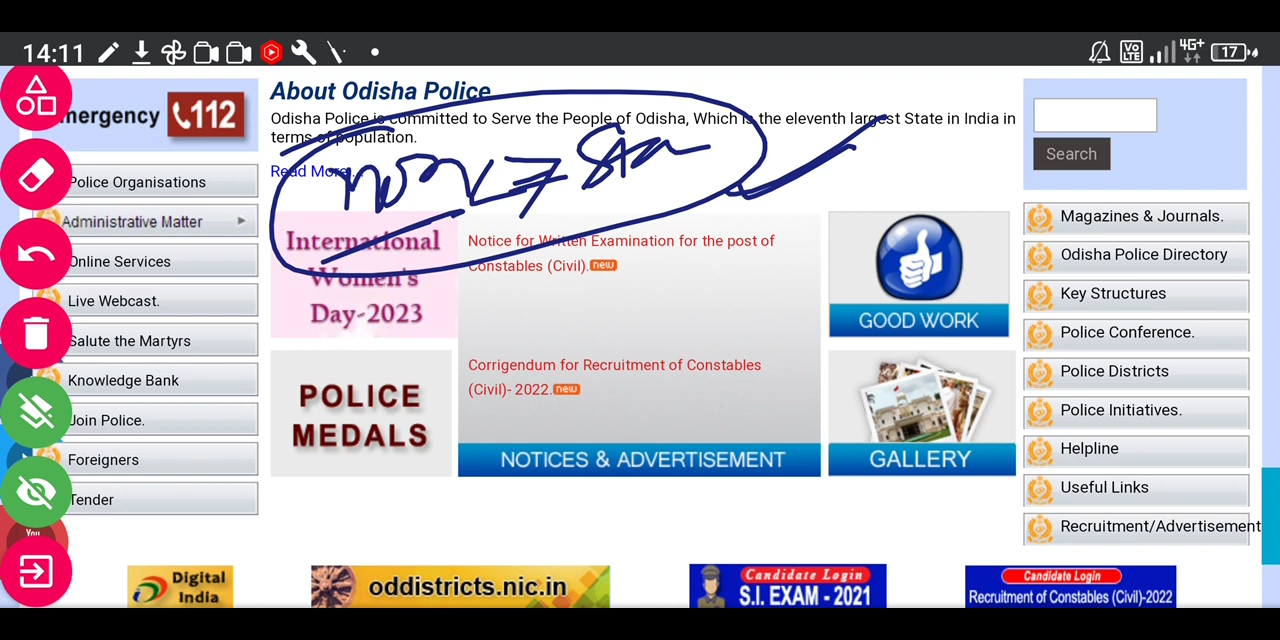 14:11
VO LTE 4G+ 17
Emergency 112
Police Organisations
Administrative Matter
Online Services
Live Webcast.
Salute the Martyrs
Knowledge Bank
Join Police.
Foreigners
Tender
You
About Odisha Police
Odisha Police is committed to Serve the People of Odisha, Which is the eleventh largest State in India in
terms of population.
Read More...
International
Women's
Day-2023
POLICE
MEDALS
Notice for Written Examination for the post of
Constables (Civil). new
Corrigendum for Recruitment of Constables
(Civil)- 2022. new
NOTICES & ADVERTISEMENT
GOOD WORK
GALLERY
Search
Magazines & Journals.
Odisha Police Directory
Key Structures
Police Conference.
Police Districts
Police Initiatives.
Helpline
Useful Links
Recruitment/Advertisement
Digital
India
oddistricts.nic.in
Candidate Login
S.I. EXAM - 2021
Candidate Login
Recruitment of Constables (Civil)-2022